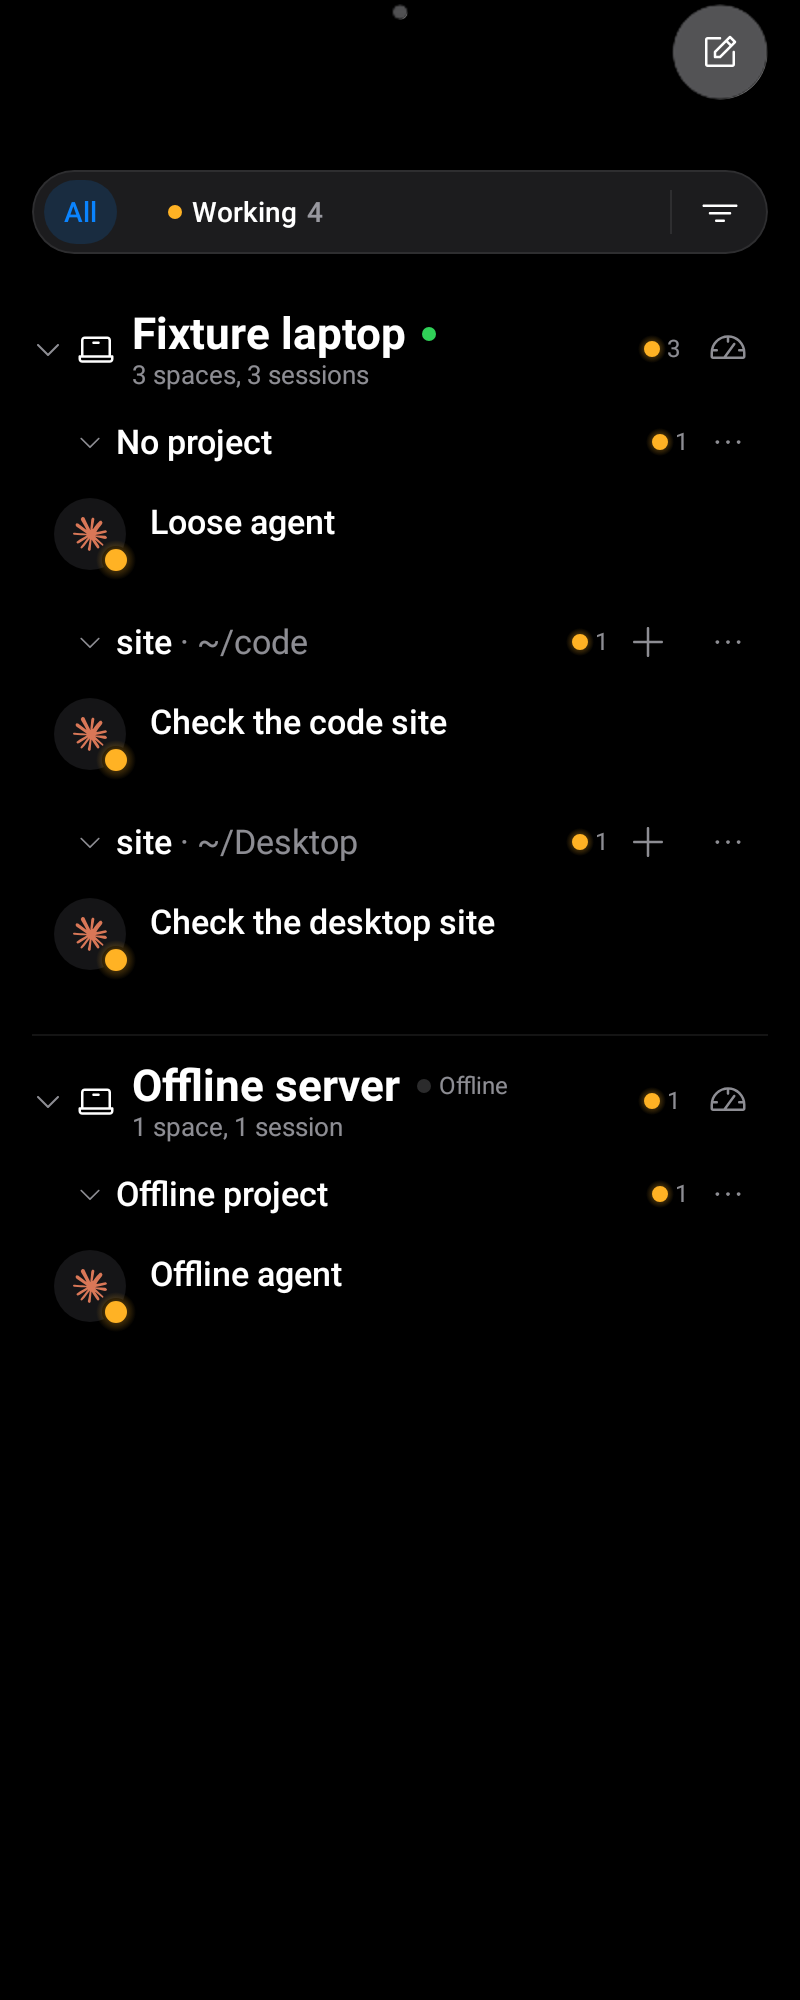 All
Working 4
Fixture laptop
3
3 spaces, 3 sessions
No project
1
Loose agent
site · ~/code
1
Check the code site
site · ~/Desktop
1
Check the desktop site
Offline server
Offline
1
1 space, 1 session
Offline project
1
Offline agent